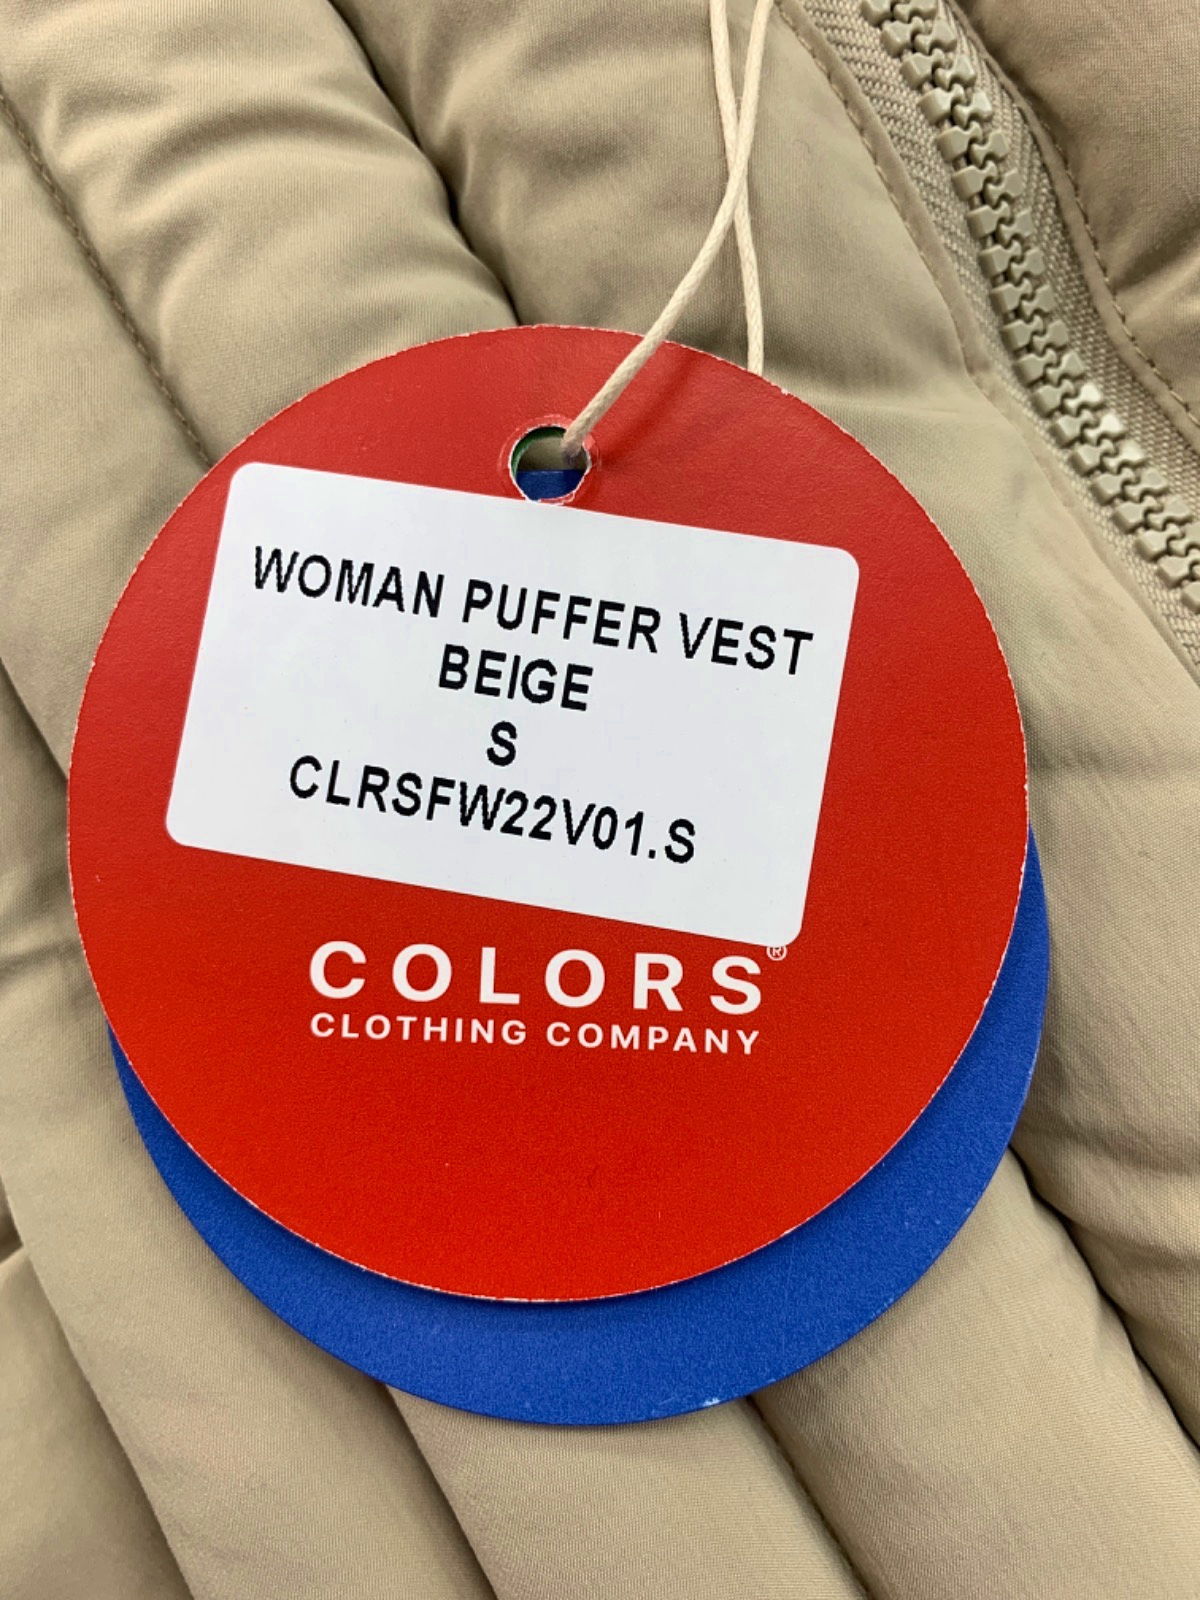 WOMAN PUFFER VEST
BEIGE
S
CLRSFW22V01.S
COLORS®
CLOTHING COMPANY